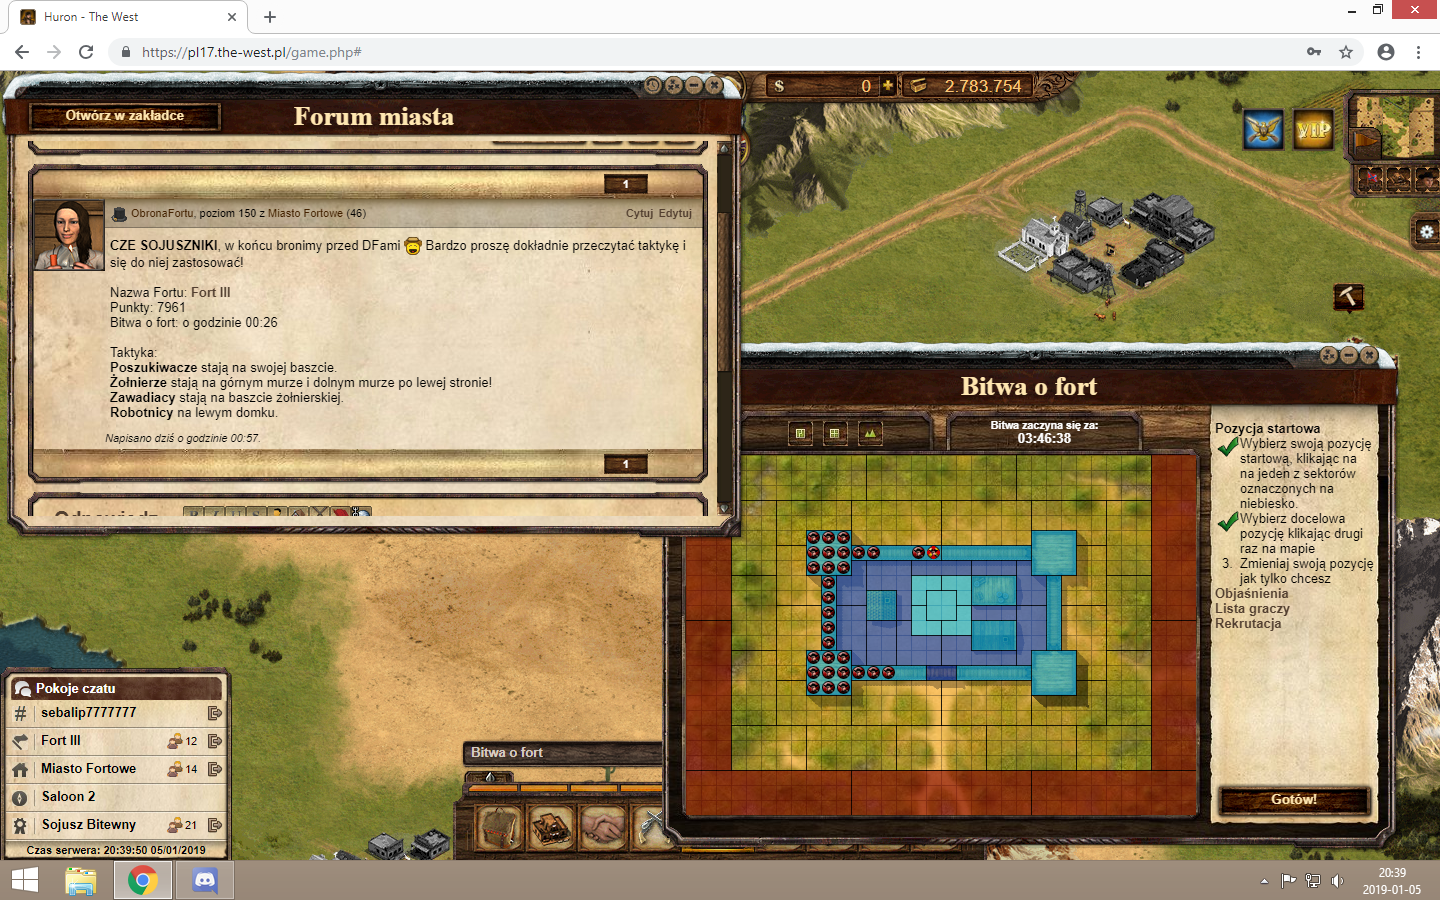 Huron - The West
https://pl17.the-west.pl/game.php#
$ 0
2.783.754
VIP
Otwórz w zakładce
Forum miasta
1
ObronaFortu, poziom 150 z Miasto Fortowe (46)
Cytuj Edytuj
CZE SOJUSZNIKI, w końcu bronimy przed DFami Bardzo proszę dokładnie przeczytać taktykę i
się do niej zastosować!
Nazwa Fortu: Fort III
Punkty: 7961
Bitwa o fort: o godzinie 00:26
Taktyka:
Poszukiwacze stają na swojej baszcie.
Żołnierze stają na górnym murze i dolnym murze po lewej stronie!
Zawadiacy stają na baszcie żołnierskiej.
Robotnicy na lewym domku.
Napisano dziś o godzinie 00:57.
1
Odpowiedz
Bitwa o fort
Bitwa zaczyna się za:
03:46:38
Pozycja startowa
Wybierz swoją pozycję
startową, klikając na
na jeden z sektorów
oznaczonych na
niebiesko.
Wybierz docelowa
pozycję klikając drugi
raz na mapie
3. Zmieniaj swoją pozycję
jak tylko chcesz
Objaśnienia
Lista graczy
Rekrutacja
Gotów!
Pokoje czatu
# sebalip7777777
Fort III 12
Miasto Fortowe 14
Saloon 2
Sojusz Bitewny 21
Czas serwera: 20:39:50 05/01/2019
Bitwa o fort
20:39
2019-01-05